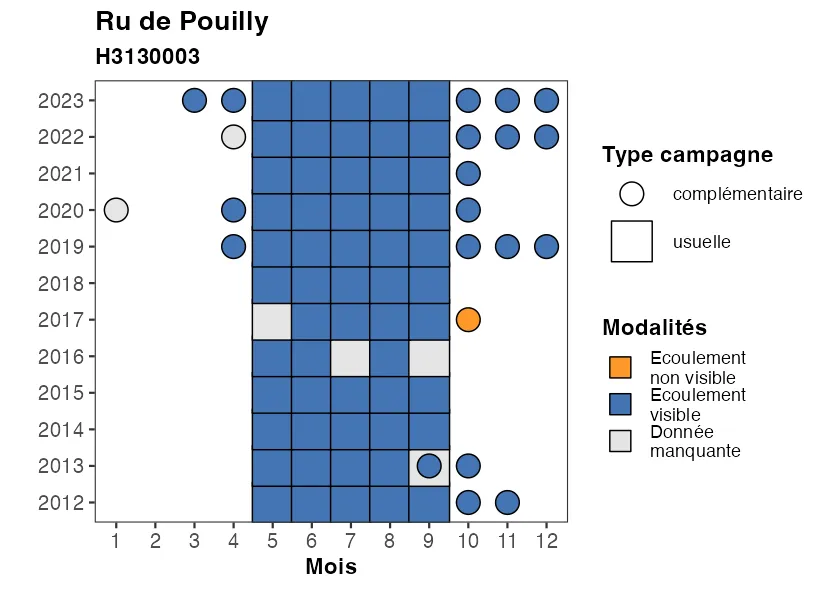 Ru de Pouilly
H3130003
2023
2022
2021
2020
2019
2018
2017
2016
2015
2014
2013
2012
1 2 3 4 5 6 7 8 9 10 11 12
Mois
Type campagne
complémentaire
usuelle
Modalités
Ecoulement
non visible
Ecoulement
visible
Donnée
manquante